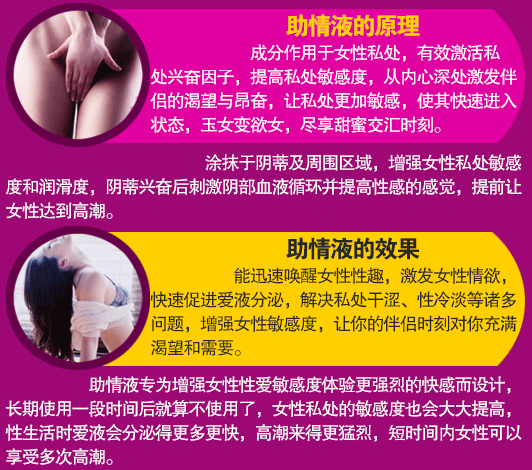 助情液的原理
成分作用于女性私处，有效激活私
处兴奋因子，提高私处敏感度，从内心深处激发伴
侣的渴望与昂奋，让私处更加敏感，使其快速进入
状态，玉女变欲女，尽享甜蜜交汇时刻。
涂抹于阴蒂及周围区域，增强女性私处敏感
度和润滑度，阴蒂兴奋后刺激阴部血液循环并提高性感的感觉，提前让
女性达到高潮。
助情液的效果
能迅速唤醒女性性趣，激发女性情欲，
快速促进爱液分泌，解决私处干涩、性冷淡等诸多
问题，增强女性敏感度，让你的伴侣时刻对你充满
渴望和需要。
助情液专为增强女性性爱敏感度体验更强烈的快感而设计，
长期使用一段时间后就算不使用了，女性私处的敏感度也会大大提高，
性生活时爱液会分泌得更多更快，高潮来得更猛烈，短时间内女性可以
享受多次高潮。